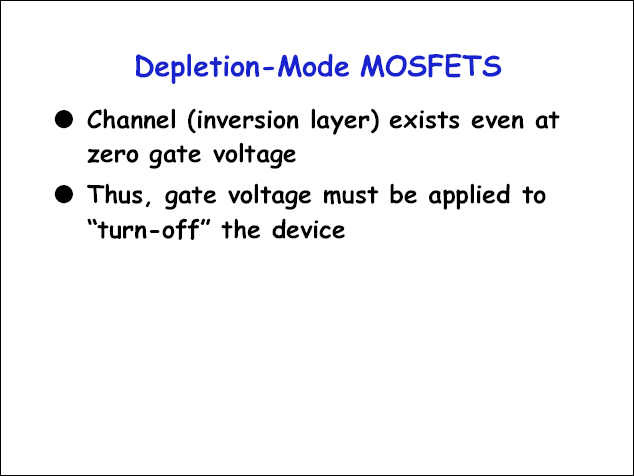 Depletion-Mode MOSFETS
● Channel (inversion layer) exists even at
zero gate voltage
● Thus, gate voltage must be applied to
“turn-off” the device